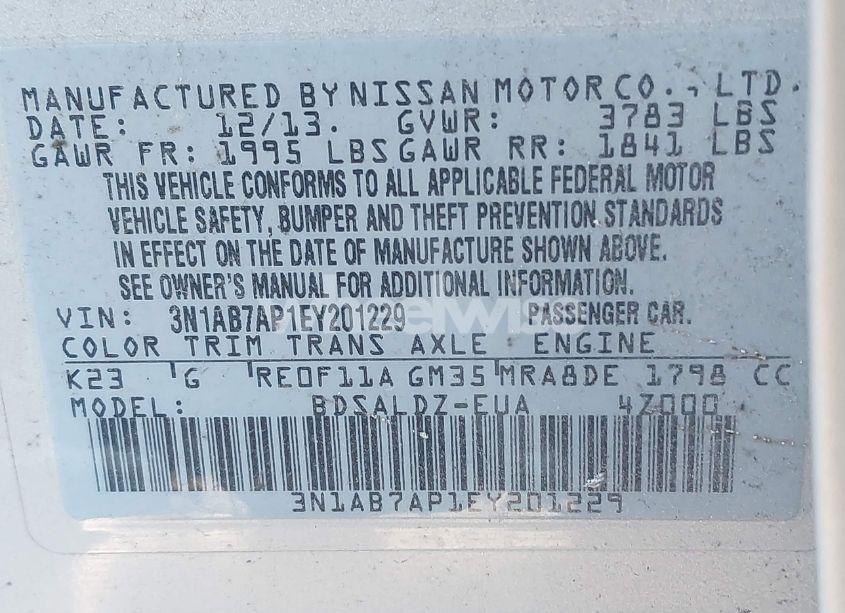 MANUFACTURED BY NISSAN MOTOR CO., LTD.
DATE: 12/13. GVWR: 3783 LBS
GAWR FR: 1995 LBS GAWR RR: 1841 LBS
THIS VEHICLE CONFORMS TO ALL APPLICABLE FEDERAL MOTOR
VEHICLE SAFETY, BUMPER AND THEFT PREVENTION STANDARDS
IN EFFECT ON THE DATE OF MANUFACTURE SHOWN ABOVE.
SEE OWNER'S MANUAL FOR ADDITIONAL INFORMATION.
VIN: 3N1AB7AP1EY201229 PASSENGER CAR.
COLOR TRIM TRANS AXLE ENGINE
K23 G RE0F11A GM35 MRA8DE 1798 CC
MODEL: BDSALDZ-EUA 4Z000
3N1AB7AP1EY201229